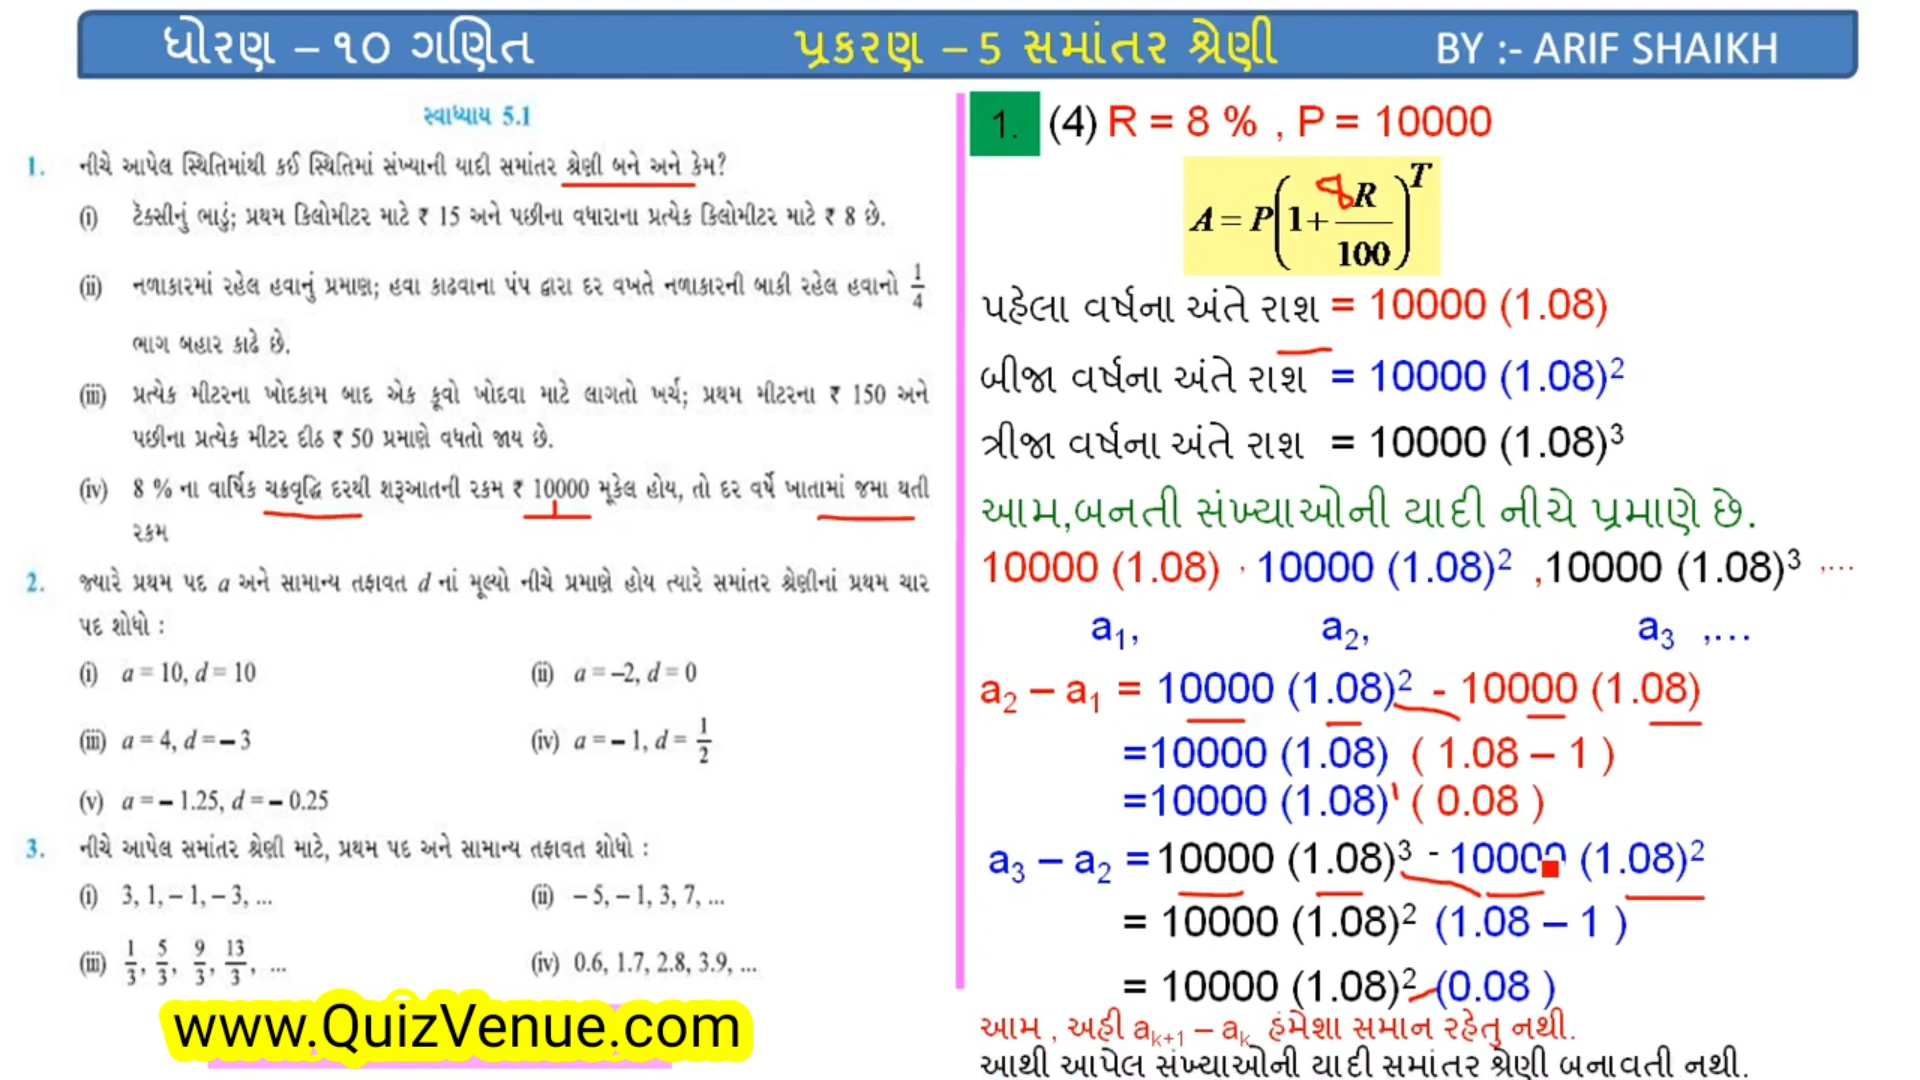 ધોરણ – ૧૦ ગણિત પ્રકરણ – 5 સમાંતર શ્રેણી BY :- ARIF SHAIKH
સ્વાધ્યાય 5.1
1. નીચે આપેલ સ્થિતિમાંથી કઈ સ્થિતિમાં સંખ્યાની યાદી સમાંતર શ્રેણી બને અને કેમ?
(i) ટૅક્સીનું ભાડું; પ્રથમ કિલોમીટર માટે ₹ 15 અને પછીના વધારાના પ્રત્યેક કિલોમીટર માટે ₹ 8 છે.
(ii) નળાકારમાં રહેલ હવાનું પ્રમાણ; હવા કાઢવાના પંપ દ્વારા દર વખતે નળાકારની બાકી રહેલ હવાનો 1/4
ભાગ બહાર કાઢે છે.
(iii) પ્રત્યેક મીટરના ખોદકામ બાદ એક કૂવો ખોદવા માટે લાગતો ખર્ચ; પ્રથમ મીટરના ₹ 150 અને
પછીના પ્રત્યેક મીટર દીઠ ₹ 50 પ્રમાણે વધતો જાય છે.
(iv) 8 % ના વાર્ષિક ચક્રવૃદ્ધિ દરથી શરૂઆતની રકમ ₹ 10000 મૂકેલ હોય, તો દર વર્ષે ખાતામાં જમા થતી
રકમ
2. જ્યારે પ્રથમ પદ a અને સામાન્ય તફાવત d નાં મૂલ્યો નીચે પ્રમાણે હોય ત્યારે સમાંતર શ્રેણીનાં પ્રથમ ચાર
પદ શોધો :
(i) a = 10, d = 10 (ii) a = –2, d = 0
(iii) a = 4, d = – 3 (iv) a = – 1, d = 1/2
(v) a = – 1.25, d = – 0.25
3. નીચે આપેલ સમાંતર શ્રેણી માટે, પ્રથમ પદ અને સામાન્ય તફાવત શોધો :
(i) 3, 1, – 1, – 3, ... (ii) – 5, – 1, 3, 7, ...
(iii) 1/3, 5/3, 9/3, 13/3, ... (iv) 0.6, 1.7, 2.8, 3.9, ...
www.QuizVenue.com
1. (4) R = 8 % , P = 10000
A = P(1 + 8 R/100)^T
પહેલા વર્ષના અંતે રાશ = 10000 (1.08)
બીજા વર્ષના અંતે રાશ = 10000 (1.08)²
ત્રીજા વર્ષના અંતે રાશ = 10000 (1.08)³
આમ,બનતી સંખ્યાઓની યાદી નીચે પ્રમાણે છે.
10000 (1.08) , 10000 (1.08)² ,10000 (1.08)³ ,...
a₁, a₂, a₃ ,...
a₂ – a₁ = 10000 (1.08)² - 10000 (1.08)
=10000 (1.08) ( 1.08 – 1 )
=10000 (1.08)¹ ( 0.08 )
a₃ – a₂ = 10000 (1.08)³ - 10000 (1.08)²
= 10000 (1.08)² (1.08 – 1 )
= 10000 (1.08)² (0.08 )
આમ , અહી aₖ₊₁ – aₖ હંમેશા સમાન રહેતુ નથી.
આથી આપેલ સંખ્યાઓની યાદી સમાંતર શ્રેણી બનાવતી નથી.